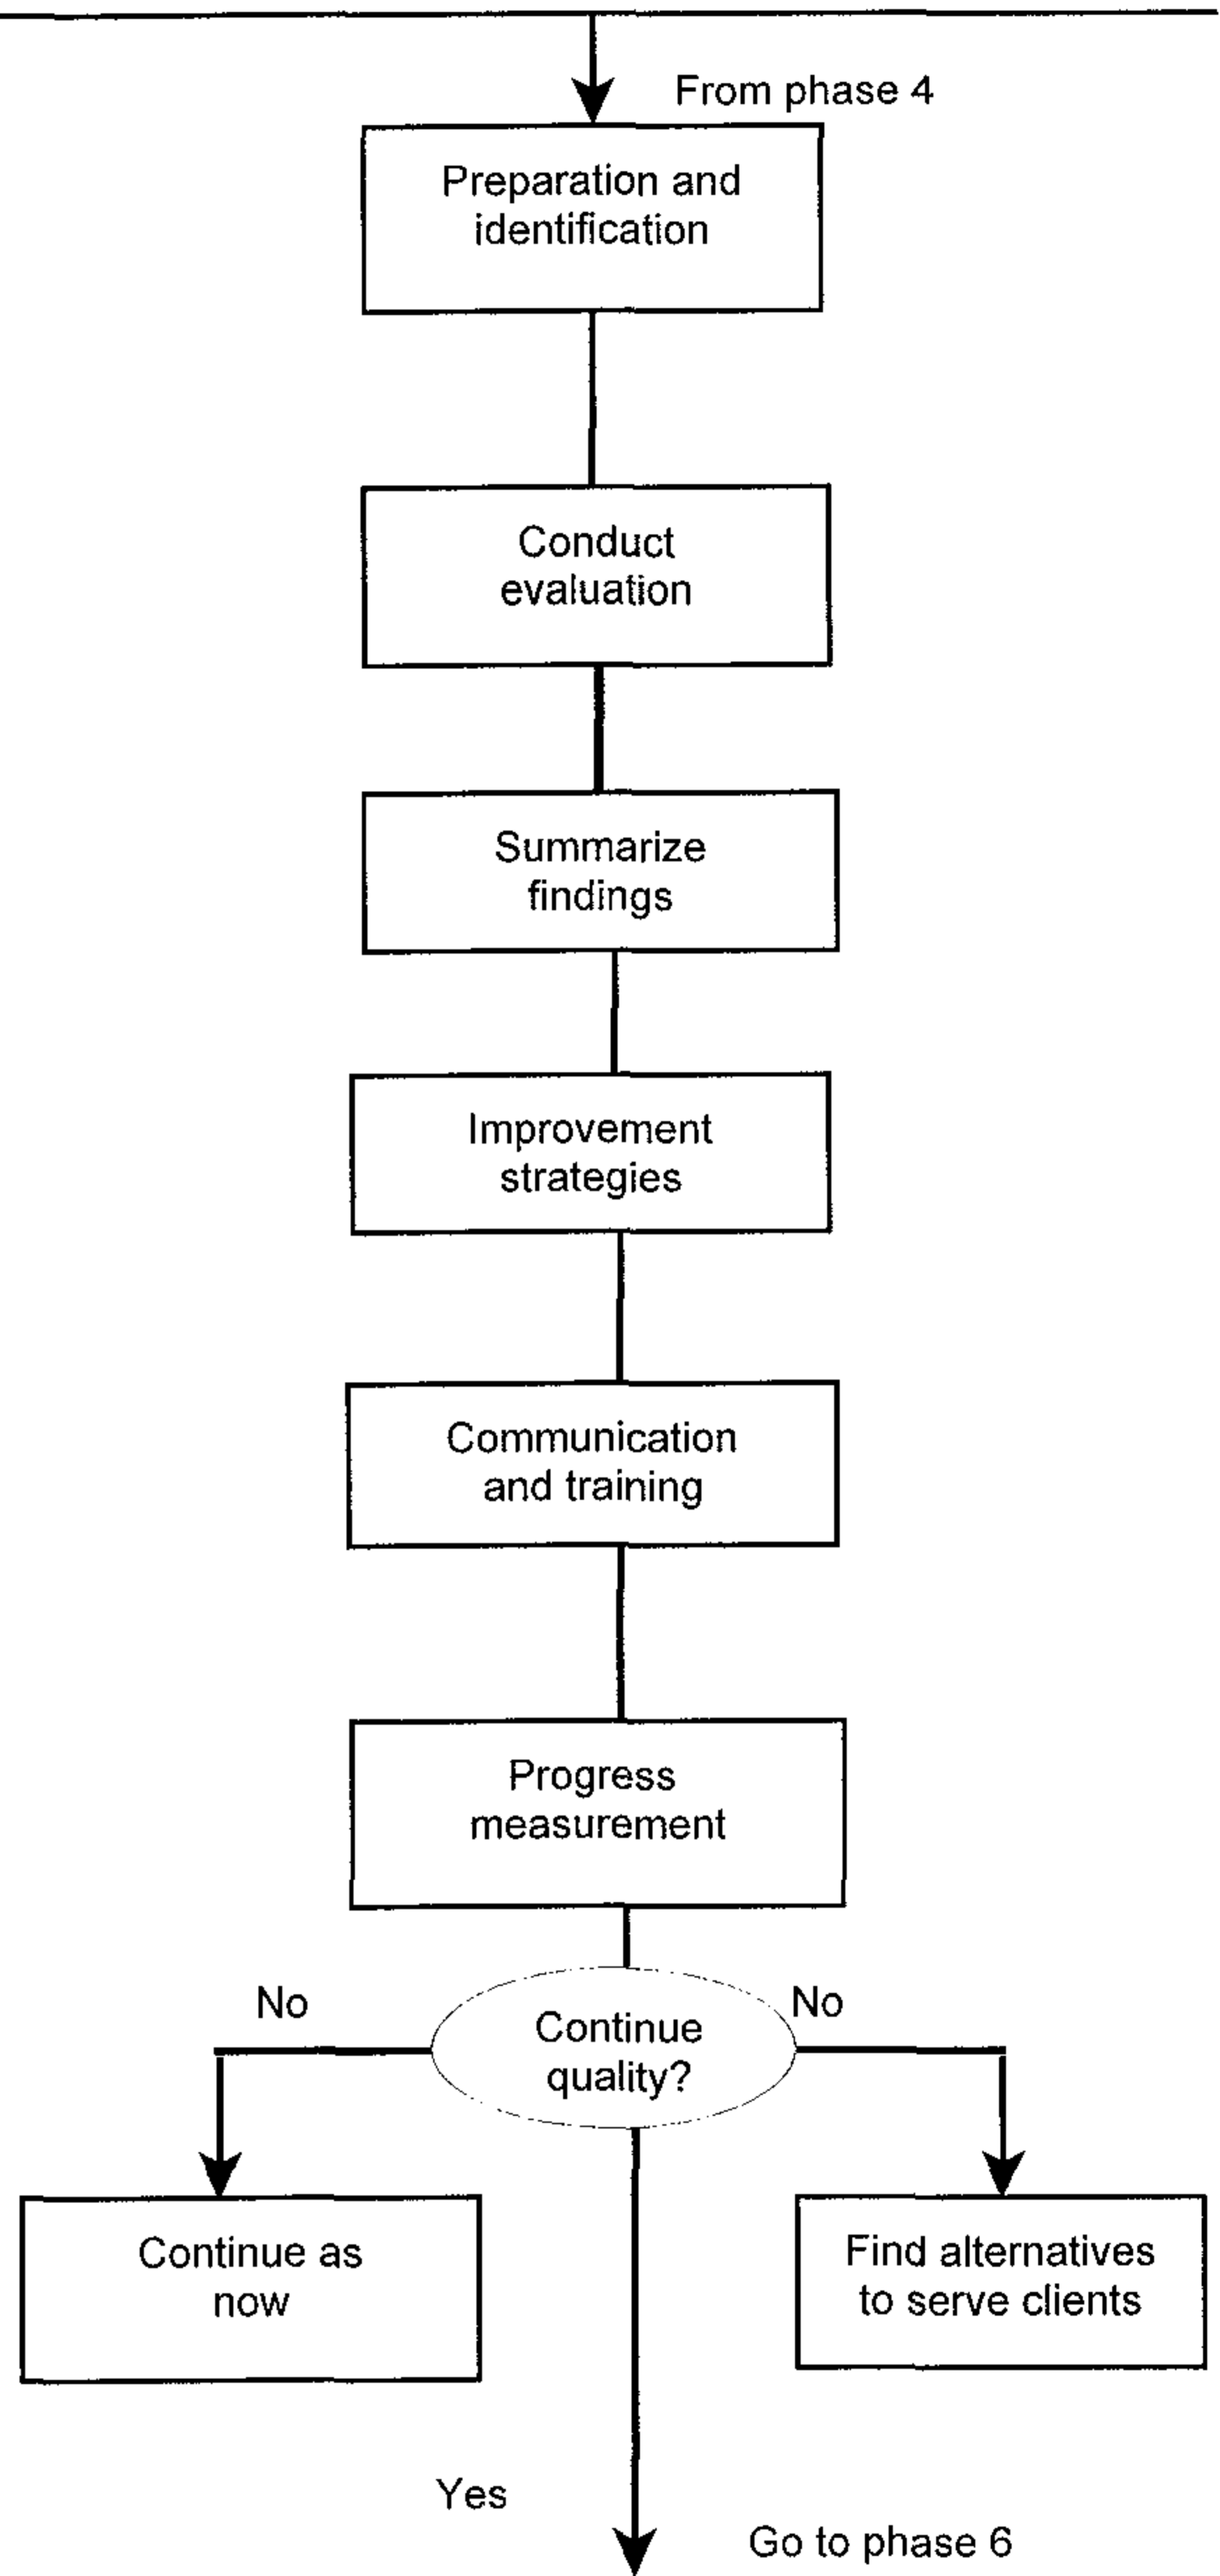 From phase 4
Preparation and
identification
Conduct
evaluation
Summarize
findings
Improvement
strategies
Communication
and training
Progress
measurement
No
No
Continue
quality?
Continue as
now
Find alternatives
to serve clients
Yes
Go to phase 6